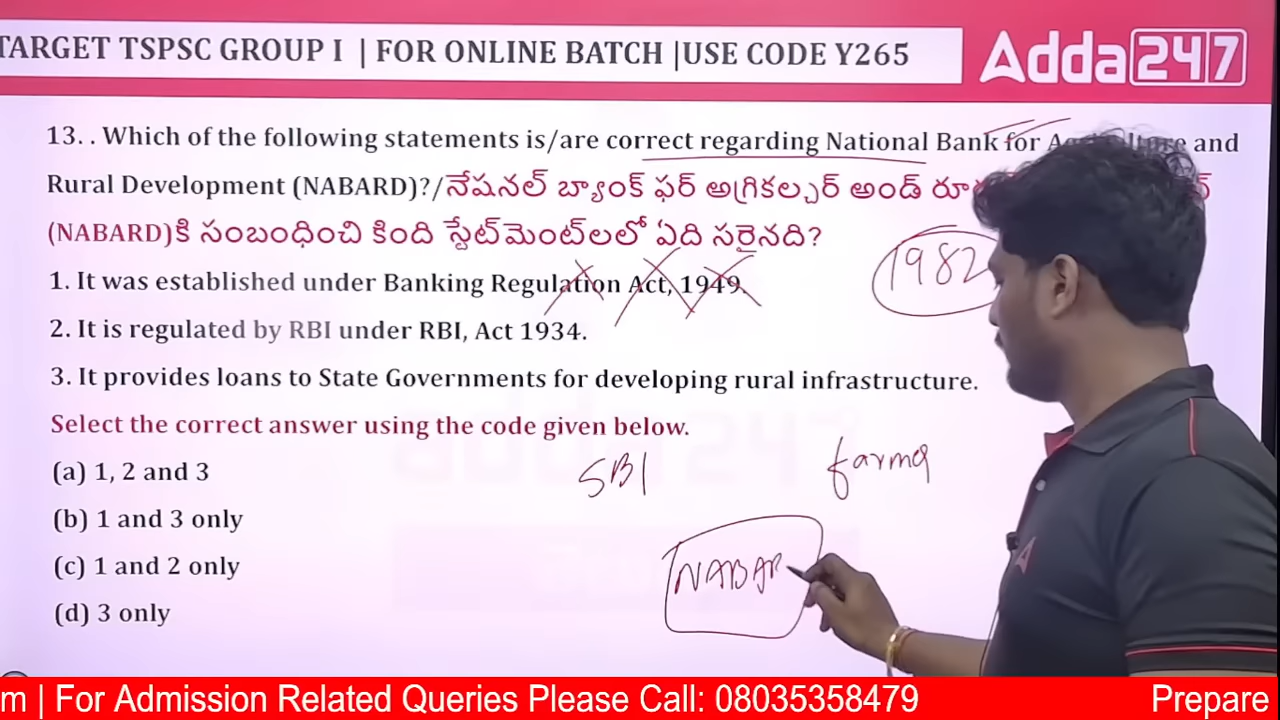 TARGET TSPSC GROUP I | FOR ONLINE BATCH |USE CODE Y265
Adda247
13. . Which of the following statements is/are correct regarding National Bank for Agriculture and
Rural Development (NABARD)?/నేషనల్ బ్యాంక్ ఫర్ అగ్రికల్చర్ అండ్
(NABARD)కి సంబంధించి కింది స్టేట్‌మెంట్‌లలో ఏది సరైనది?
1982
1. It was established under Banking Regulation Act, 1949.
2. It is regulated by RBI under RBI, Act 1934.
3. It provides loans to State Governments for developing rural infrastructure.
Select the correct answer using the code given below.
SBI
(a) 1, 2 and 3
(b) 1 and 3 only
NABAR
(c) 1 and 2 only
(d) 3 only
m | For Admission Related Queries Please Call: 08035358479 Prepare